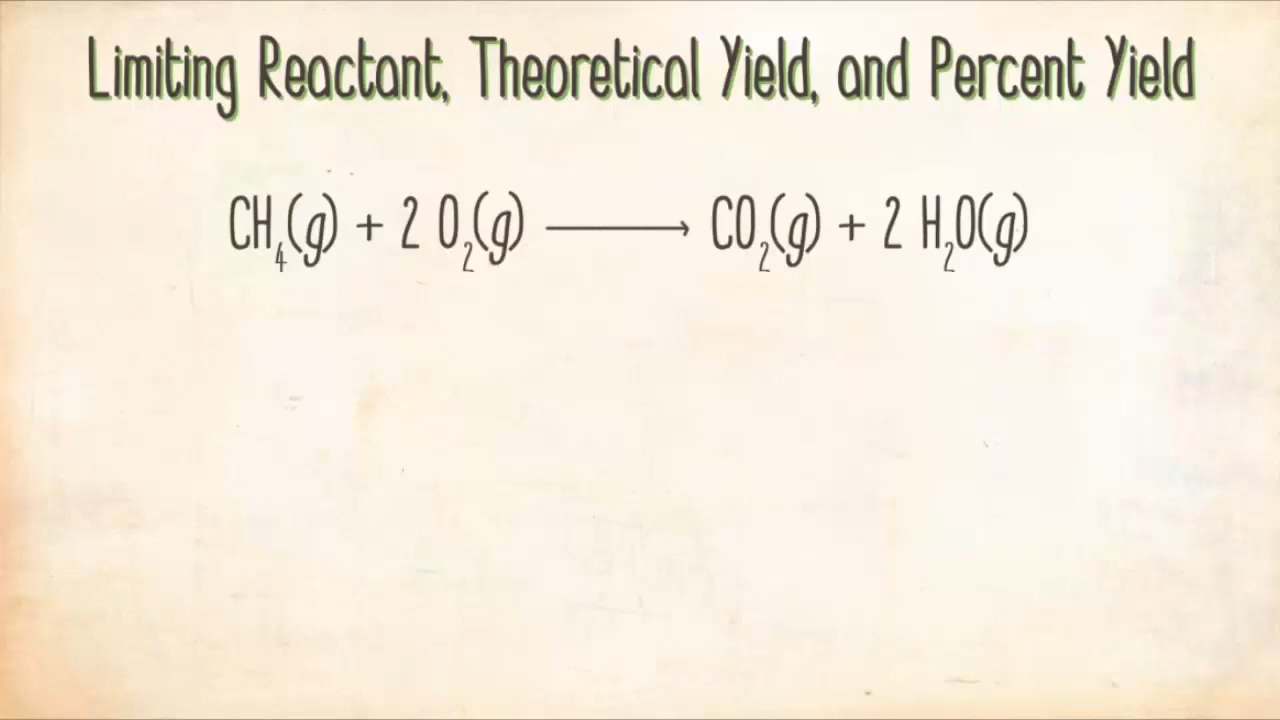 Limiting Reactant, Theoretical Yield, and Percent Yield
CH₄(g) + 2 O₂(g) ⟶ CO₂(g) + 2 H₂O(g)